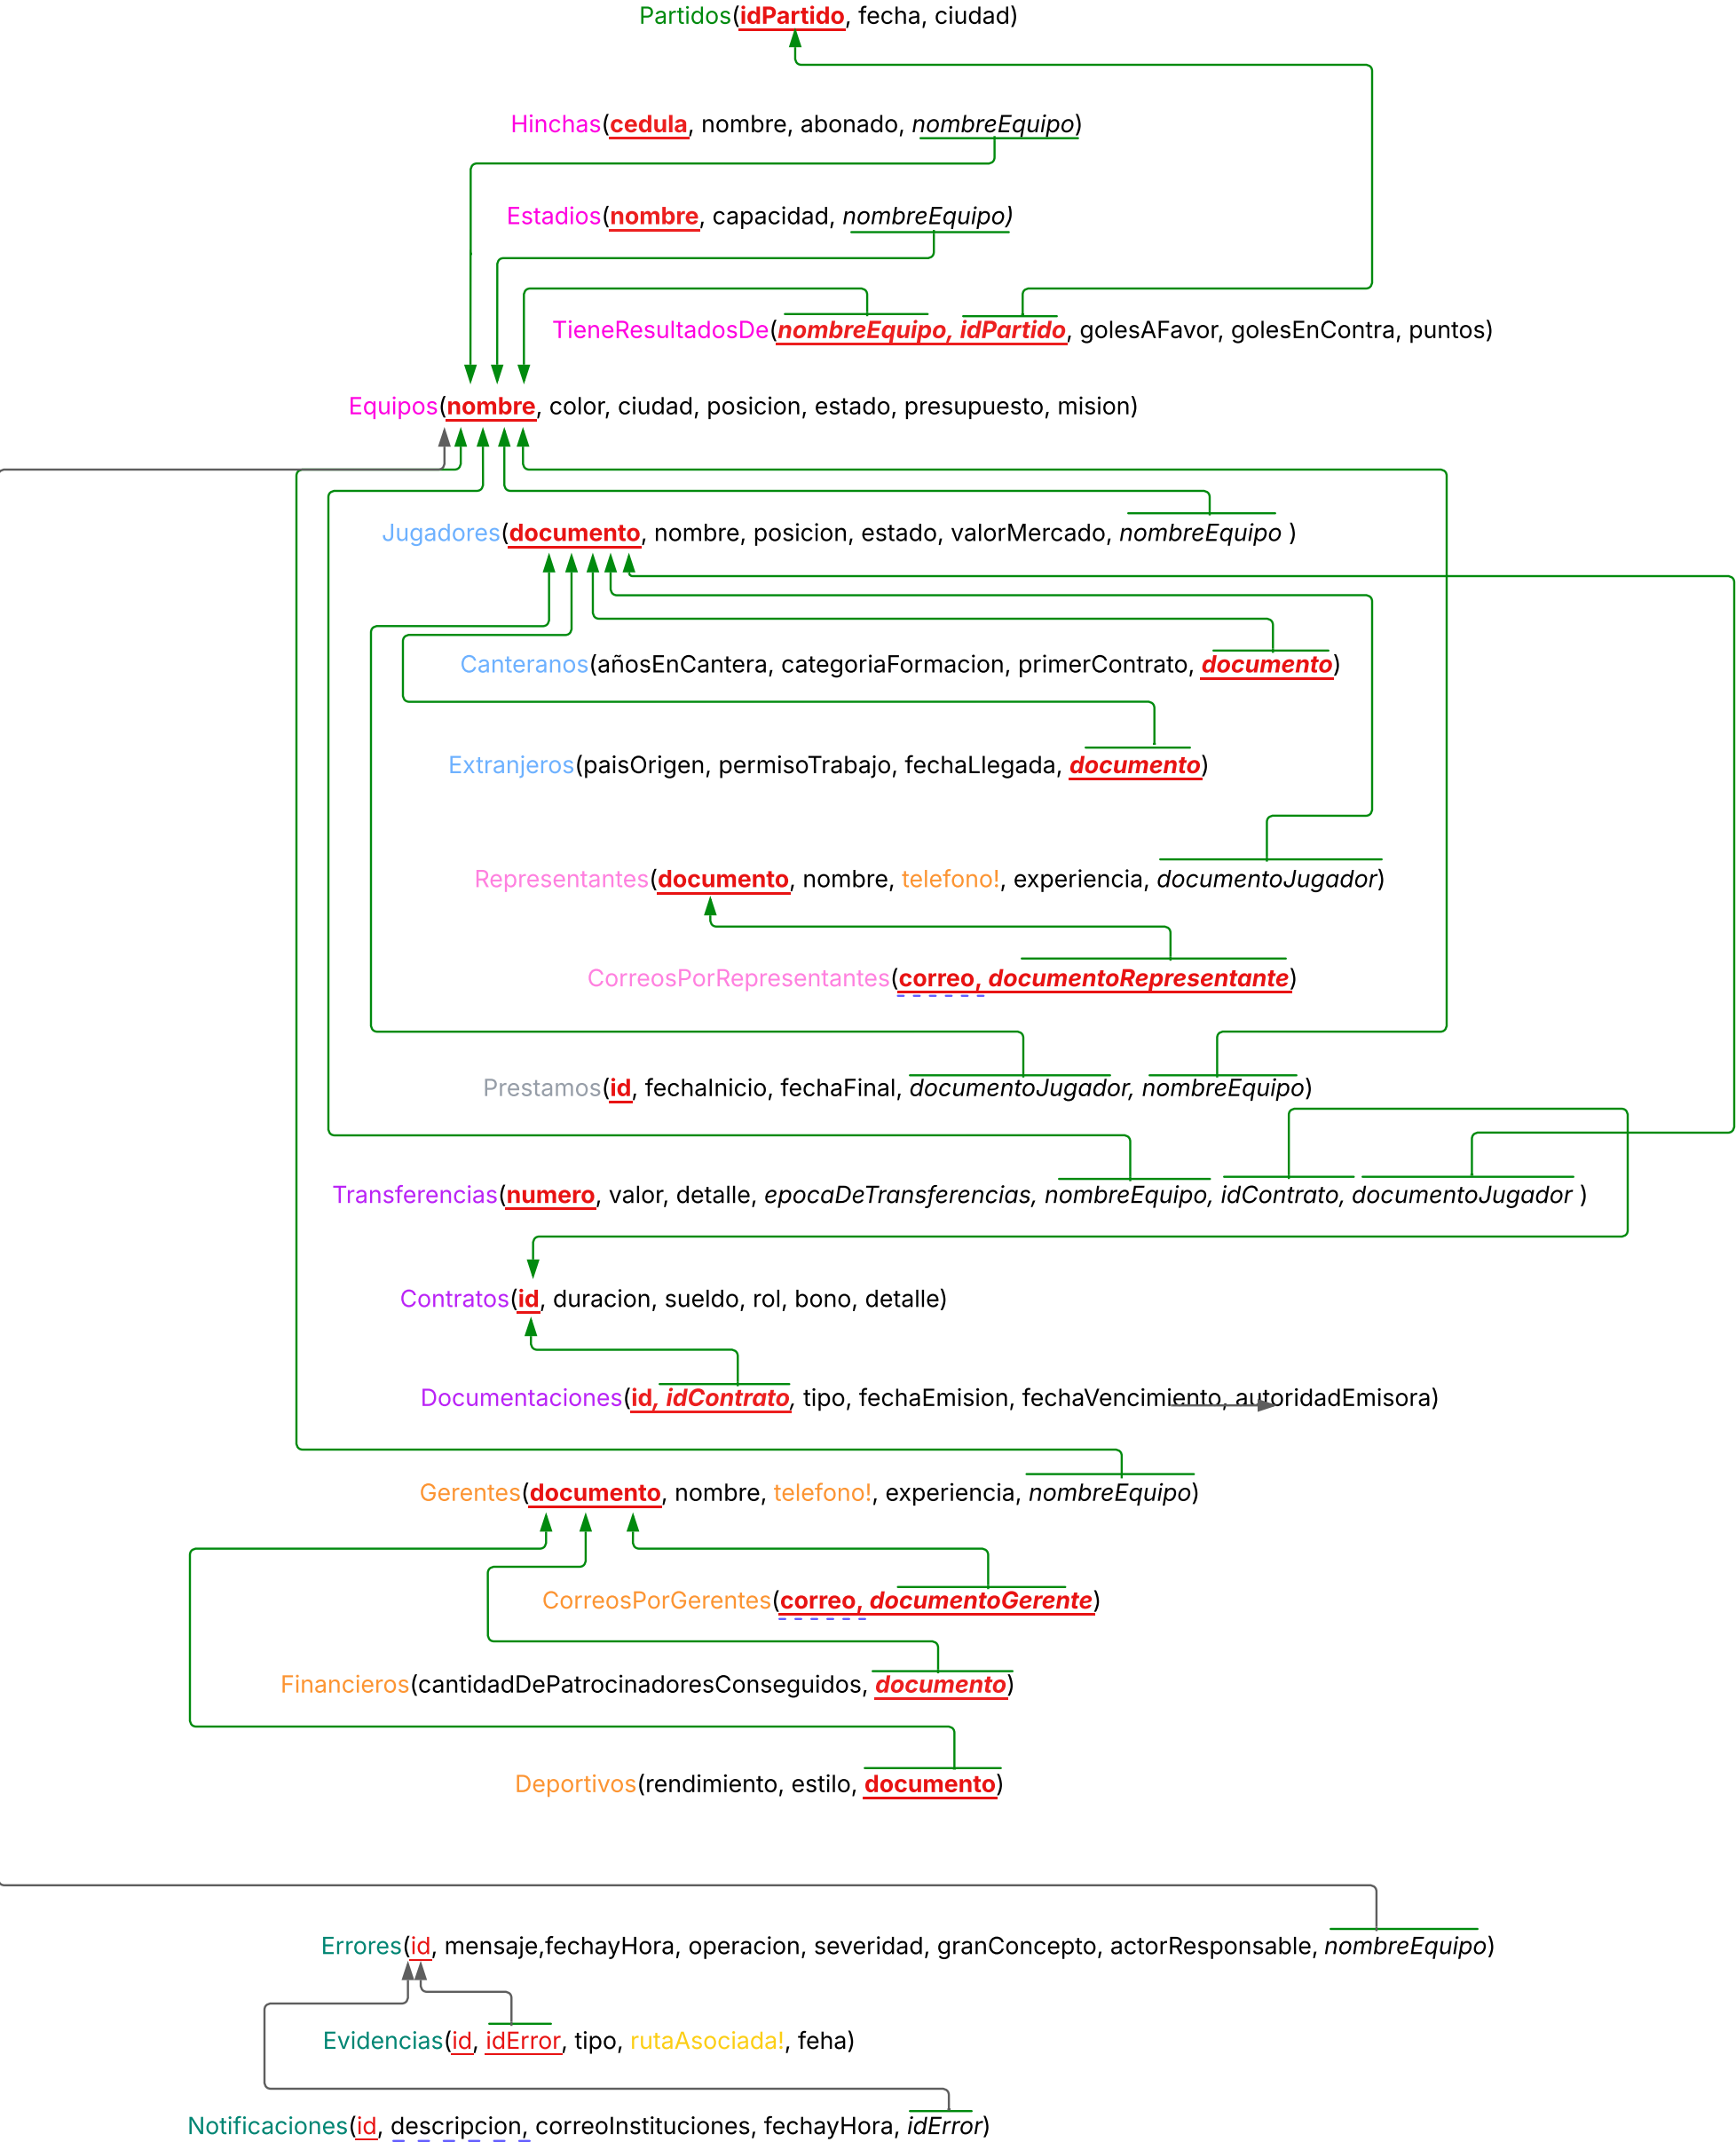 Partidos(idPartido, fecha, ciudad)
Hinchas(cedula, nombre, abonado, nombreEquipo)
Estadios(nombre, capacidad, nombreEquipo)
TieneResultadosDe(nombreEquipo, idPartido, golesAFavor, golesEnContra, puntos)
Equipos(nombre, color, ciudad, posicion, estado, presupuesto, mision)
Jugadores(documento, nombre, posicion, estado, valorMercado, nombreEquipo )
Canteranos(añosEnCantera, categoriaFormacion, primerContrato, documento)
Extranjeros(paisOrigen, permisoTrabajo, fechaLlegada, documento)
Representantes(documento, nombre, telefono!, experiencia, documentoJugador)
CorreosPorRepresentantes(correo, documentoRepresentante)
Prestamos(id, fechaInicio, fechaFinal, documentoJugador, nombreEquipo)
Transferencias(numero, valor, detalle, epocaDeTransferencias, nombreEquipo, idContrato, documentoJugador )
Contratos(id, duracion, sueldo, rol, bono, detalle)
Documentaciones(id, idContrato, tipo, fechaEmision, fechaVencimiento, autoridadEmisora)
Gerentes(documento, nombre, telefono!, experiencia, nombreEquipo)
CorreosPorGerentes(correo, documentoGerente)
Financieros(cantidadDePatrocinadoresConseguidos, documento)
Deportivos(rendimiento, estilo, documento)
Errores(id, mensaje,fechayHora, operacion, severidad, granConcepto, actorResponsable, nombreEquipo)
Evidencias(id, idError, tipo, rutaAsociada!, feha)
Notificaciones(id, descripcion, correoInstituciones, fechayHora, idError)